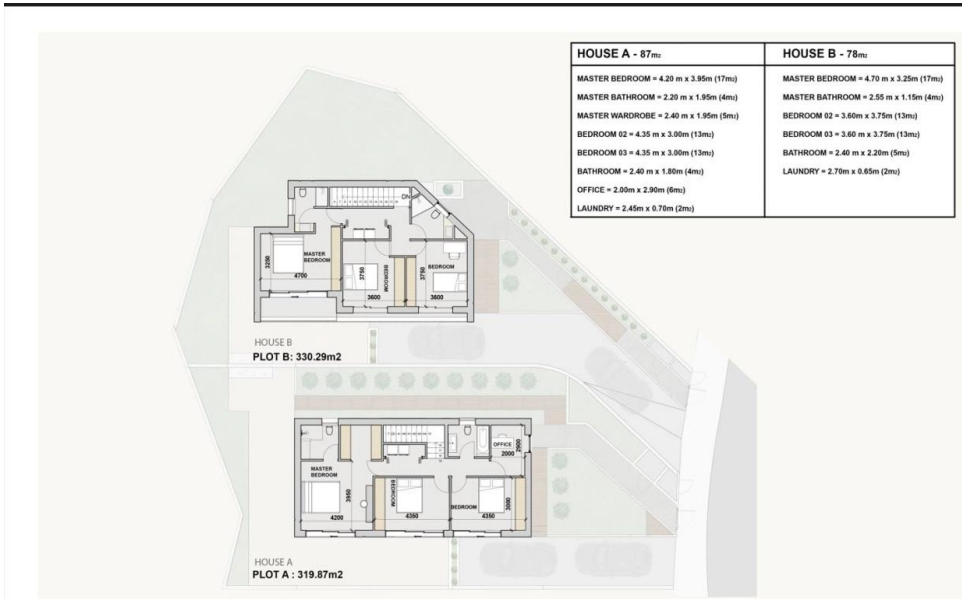 HOUSE A - 87m2
MASTER BEDROOM = 4.20 m x 3.95m (17m2)
MASTER BATHROOM = 2.20 m x 1.95m (4m2)
MASTER WARDROBE = 2.40 m x 1.95m (5m2)
BEDROOM 02 = 4.35 m x 3.00m (13m2)
BEDROOM 03 = 4.35 m x 3.00m (13m2)
BATHROOM = 2.40 m x 1.80m (4m2)
OFFICE = 2.00m x 2.90m (6m2)
LAUNDRY = 2.45m x 0.70m (2m2)
HOUSE B - 78m2
MASTER BEDROOM = 4.70 m x 3.25m (17m2)
MASTER BATHROOM = 2.55 m x 1.15m (4m2)
BEDROOM 02 = 3.60m x 3.75m (13m2)
BEDROOM 03 = 3.60 m x 3.75m (13m2)
BATHROOM = 2.40 m x 2.20m (5m2)
LAUNDRY = 2.70m x 0.65m (2m2)
DN
3250
MASTER
BEDROOM
4700
3750
BEDROOM
3600
3750
BEDROOM
3600
HOUSE B
PLOT B: 330.29m2
MASTER
BEDROOM
3950
4200
BEDROOM
4350
BEDROOM
3000
4350
OFFICE
2900
2000
HOUSE A
PLOT A : 319.87m2